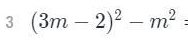 3 (3m − 2)² − m² =